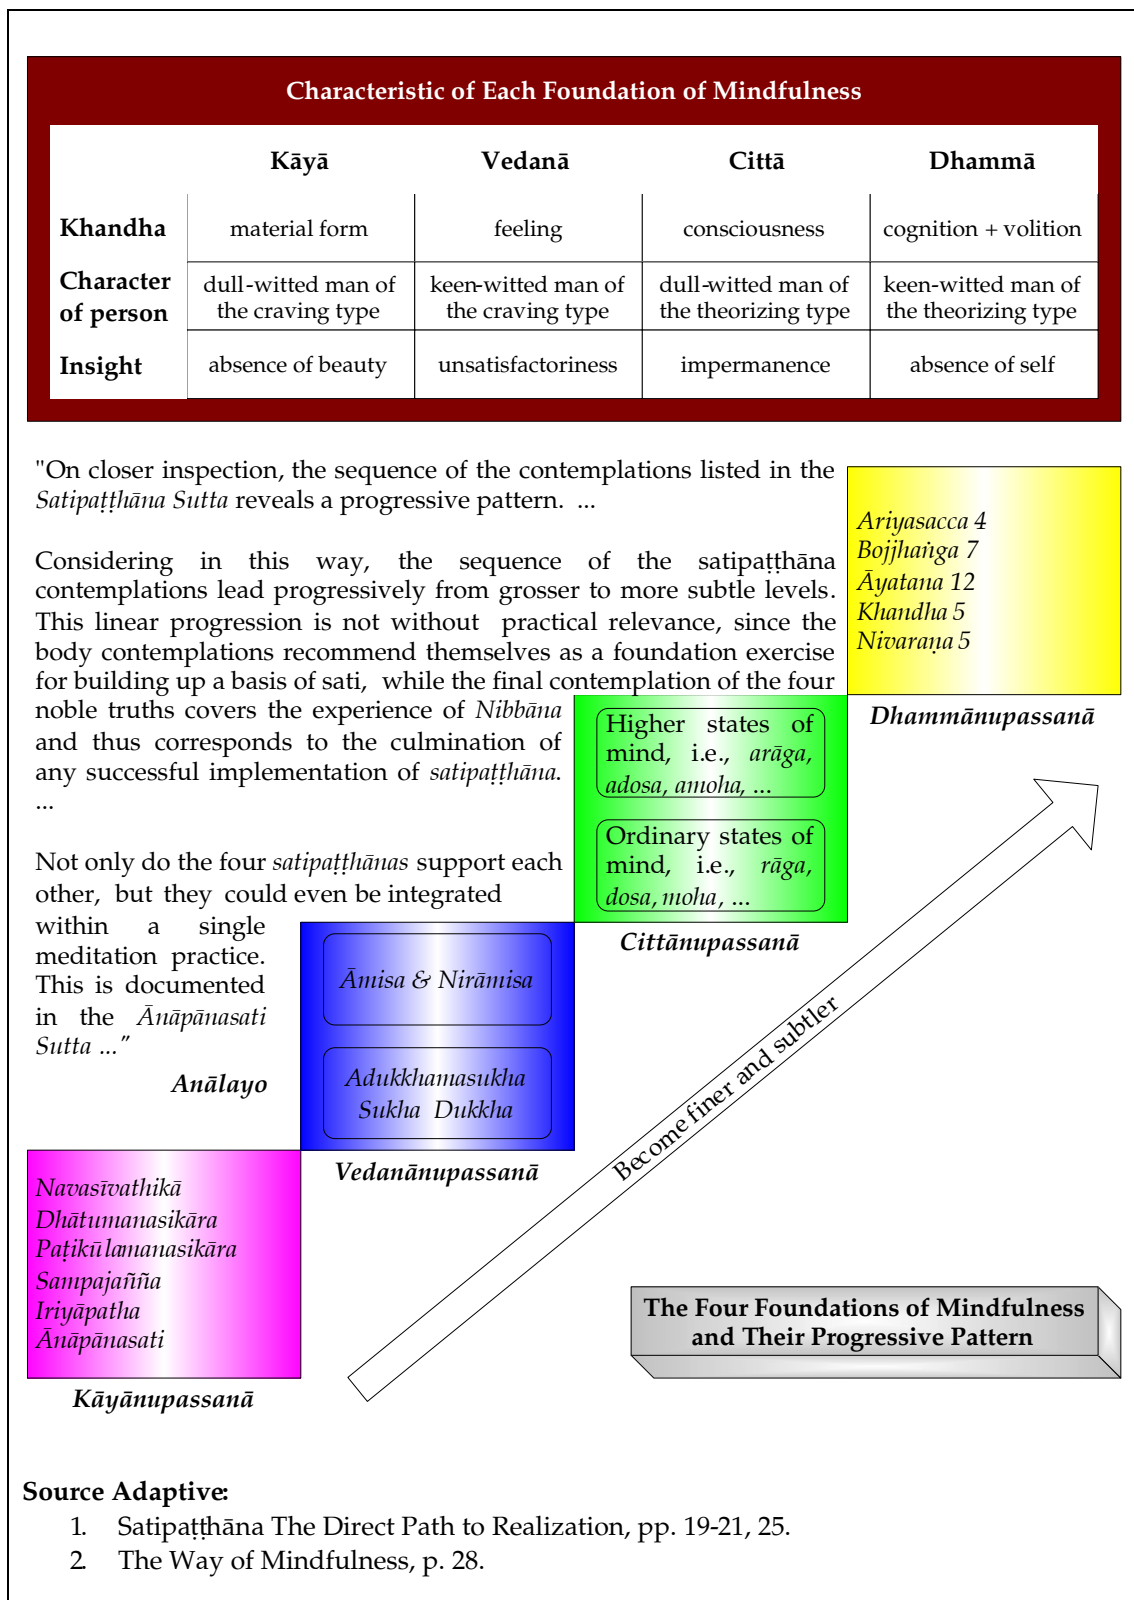 Characteristic of Each Foundation of Mindfulness
Kāyā Vedanā Cittā Dhammā
Khandha material form feeling consciousness cognition + volition
Character of person dull-witted man of the craving type keen-witted man of the craving type dull-witted man of the theorizing type keen-witted man of the theorizing type
Insight absence of beauty unsatisfactoriness impermanence absence of self
"On closer inspection, the sequence of the contemplations listed in the
Satipaṭṭhāna Sutta reveals a progressive pattern. ...
Considering in this way, the sequence of the satipaṭṭhāna
contemplations lead progressively from grosser to more subtle levels.
This linear progression is not without practical relevance, since the
body contemplations recommend themselves as a foundation exercise
for building up a basis of sati, while the final contemplation of the four
noble truths covers the experience of Nibbāna
and thus corresponds to the culmination of
any successful implementation of satipaṭṭhāna.
...
Not only do the four satipaṭṭhānas support each
other, but they could even be integrated
within a single
meditation practice.
This is documented
in the Ānāpānasati
Sutta ..."
Anālayo
Ariyasacca 4
Bojjhaṅga 7
Āyatana 12
Khandha 5
Nivaraṇa 5
Dhammānupassanā
Higher states of
mind, i.e., arāga,
adosa, amoha, ...
Ordinary states of
mind, i.e., rāga,
dosa, moha, ...
Cittānupassanā
Āmisa & Nirāmisa
Adukkhamasukha
Sukha Dukkha
Vedanānupassanā
Navasīvathikā
Dhātumanasikāra
Paṭikūlamanasikāra
Sampajañña
Iriyāpatha
Ānāpānasati
Kāyānupassanā
Become finer and subtler
The Four Foundations of Mindfulness
and Their Progressive Pattern
Source Adaptive:
1. Satipaṭṭhāna The Direct Path to Realization, pp. 19-21, 25.
2. The Way of Mindfulness, p. 28.